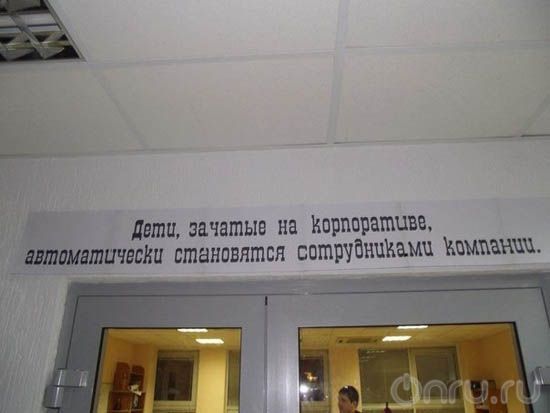 Дети, зачатые на корпоративе,
автоматически становятся сотрудниками компании.
Onru.ru